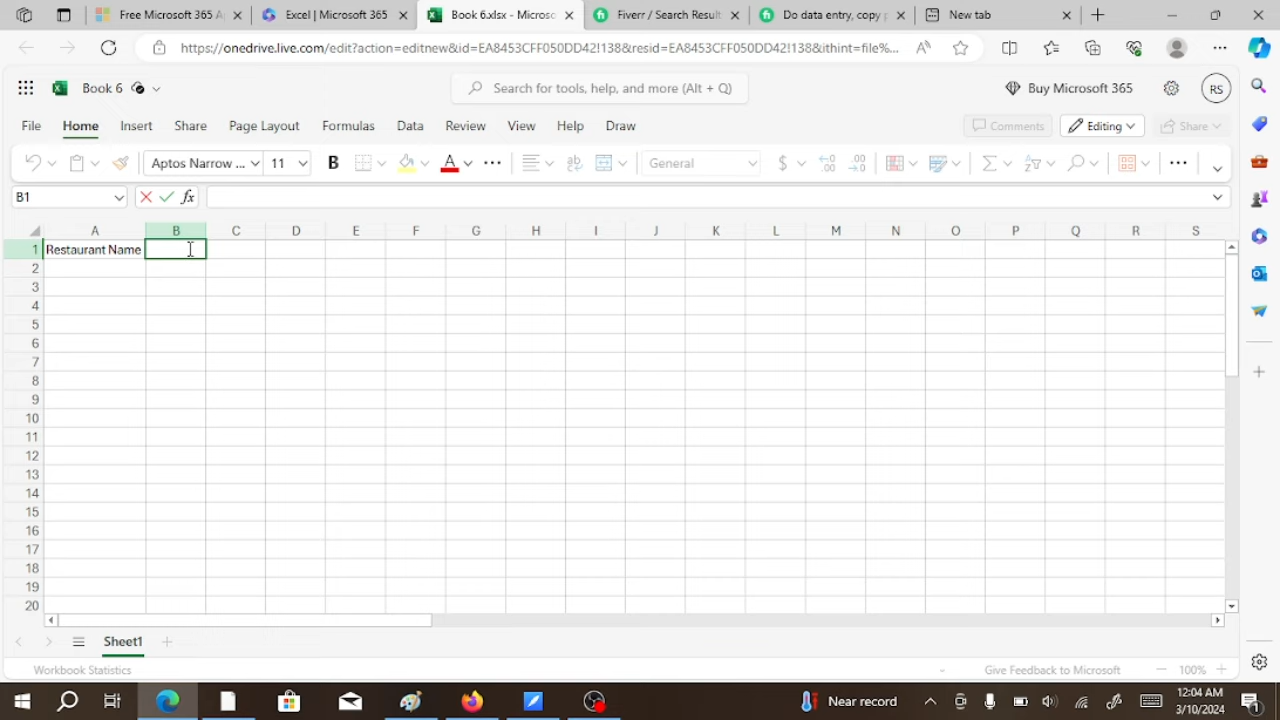 Free Microsoft 365 A
Excel | Microsoft 365
Book 6.xlsx - Microso
Fiverr / Search Result
Do data entry, copy p
New tab
https://onedrive.live.com/edit?action=editnew&id=EA8453CFF050DD42!138&resid=EA8453CFF050DD42!138&ithint=file%...
Book 6
Search for tools, help, and more (Alt + Q)
Buy Microsoft 365
RS
File Home Insert Share Page Layout Formulas Data Review View Help Draw
Comments Editing Share
Aptos Narrow ... 11 B A General $
B1 fx
A B C D E F G H I J K L M N O P Q R S
1 Restaurant Name
2
3
4
5
6
7
8
9
10
11
12
13
14
15
16
17
18
19
20
Sheet1
Workbook Statistics
Give Feedback to Microsoft
100%
Near record
12:04 AM
3/10/2024